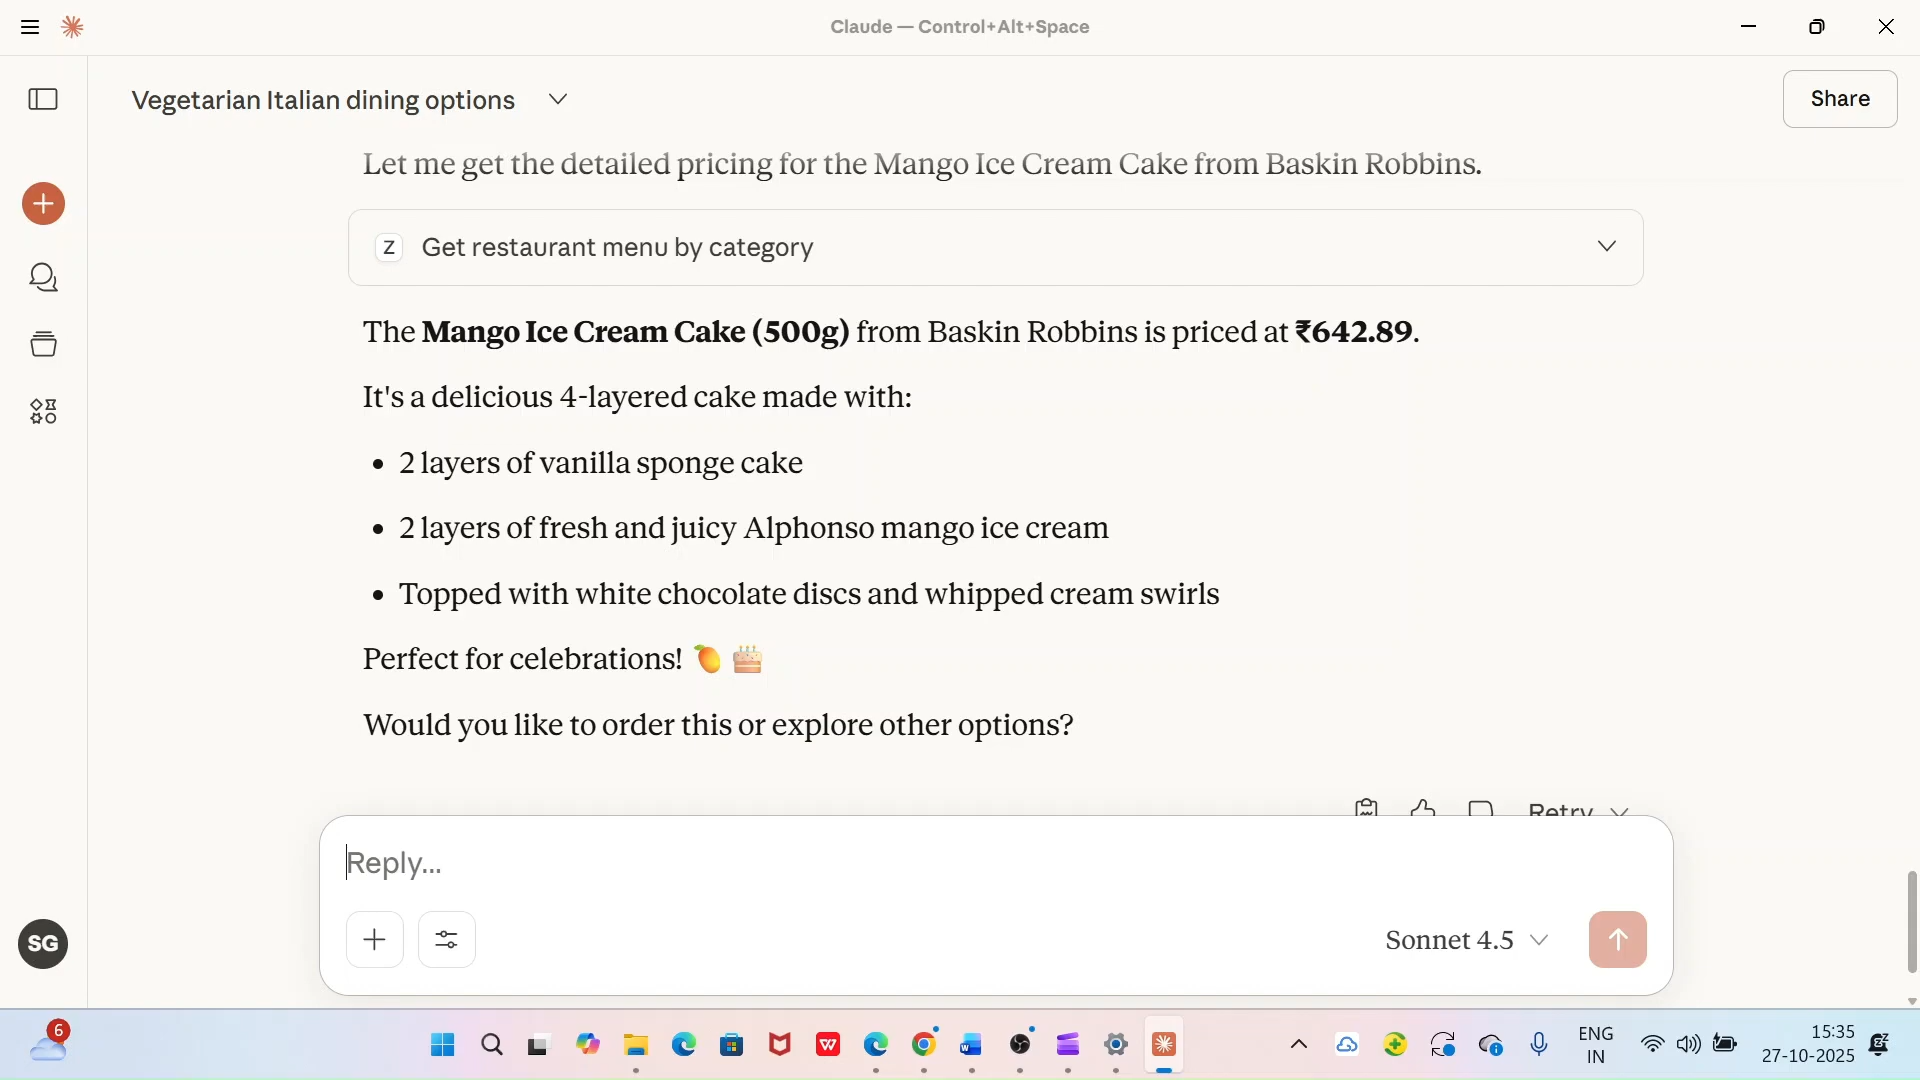 Claude — Control+Alt+Space
Vegetarian Italian dining options
Share
Let me get the detailed pricing for the Mango Ice Cream Cake from Baskin Robbins.
Z Get restaurant menu by category
The Mango Ice Cream Cake (500g) from Baskin Robbins is priced at ₹642.89.
It's a delicious 4-layered cake made with:
• 2 layers of vanilla sponge cake
• 2 layers of fresh and juicy Alphonso mango ice cream
• Topped with white chocolate discs and whipped cream swirls
Perfect for celebrations! 🥭 🎂
Would you like to order this or explore other options?
Retry
Reply...
SG
Sonnet 4.5
6
W
W
ENG
IN
15:35
27-10-2025